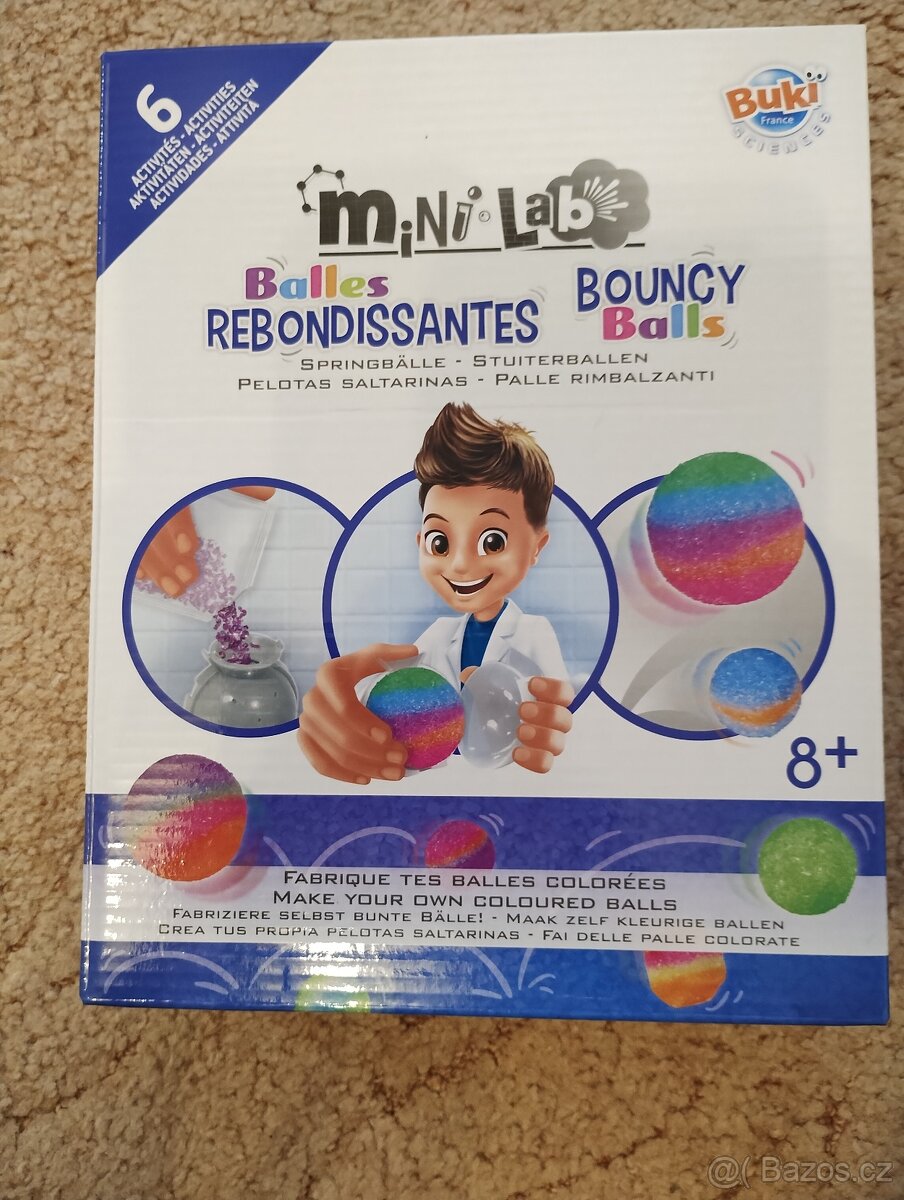 6
ACTIVITÉS - ACTIVITIES
AKTIVITÄTEN - ACTIVITEITEN
ACTIVIDADES - ATTIVITÀ
Buki
France
SCIENCES
mini Lab
Balles
REBONDISSANTES
BOUNCY
Balls
SPRINGBÄLLE - STUITERBALLEN
PELOTAS SALTARINAS - PALLE RIMBALZANTI
8+
FABRIQUE TES BALLES COLORÉES
MAKE YOUR OWN COLOURED BALLS
FABRIZIERE SELBST BUNTE BÄLLE! - MAAK ZELF KLEURIGE BALLEN
CREA TUS PROPIA PELOTAS SALTARINAS - FAI DELLE PALLE COLORATE
@( Bazos.cz